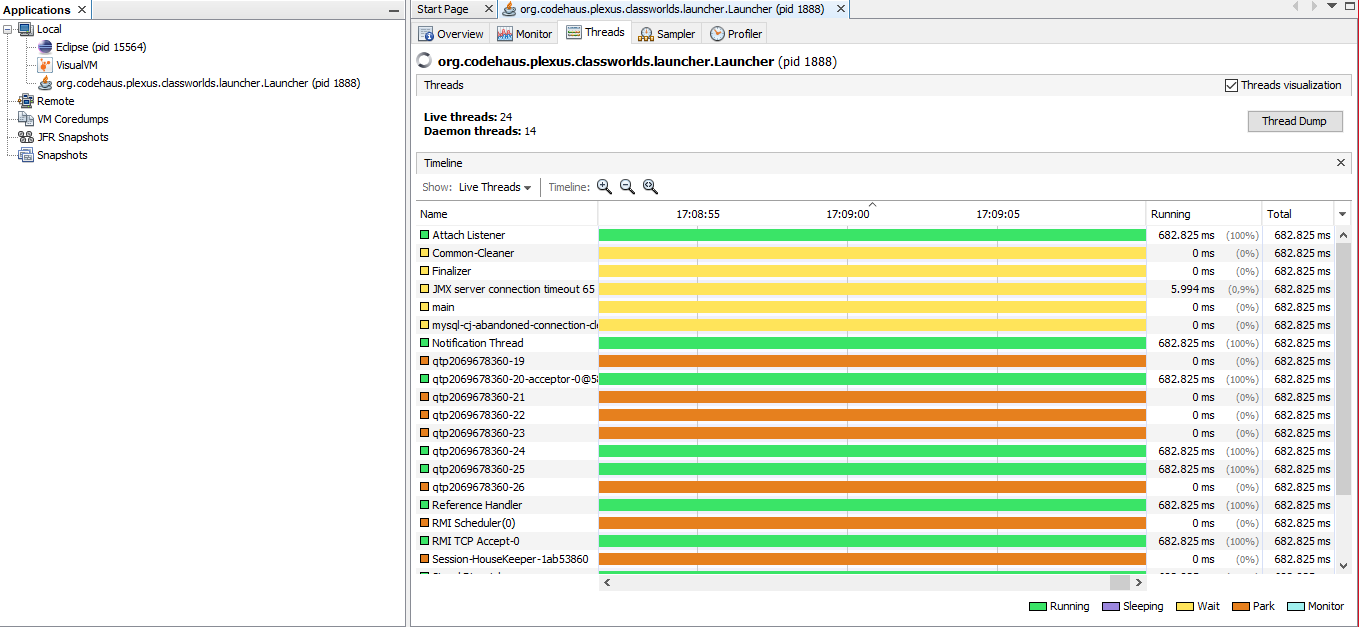 Applications
Start Page
org.codehaus.plexus.classworlds.launcher.Launcher (pid 1888)
Local
Eclipse (pid 15564)
VisualVM
org.codehaus.plexus.classworlds.launcher.Launcher (pid 1888)
Remote
VM Coredumps
JFR Snapshots
Snapshots
Overview Monitor Threads Sampler Profiler
org.codehaus.plexus.classworlds.launcher.Launcher (pid 1888)
Threads Threads visualization
Live threads: 24
Daemon threads: 14
Thread Dump
Timeline
Show: Live Threads Timeline:
Name 17:08:55 17:09:00 17:09:05 Running Total
Attach Listener 682.825 ms (100%) 682.825 ms
Common-Cleaner 0 ms (0%) 682.825 ms
Finalizer 0 ms (0%) 682.825 ms
JMX server connection timeout 65 5.994 ms (0,9%) 682.825 ms
main 0 ms (0%) 682.825 ms
mysql-cj-abandoned-connection-cl 0 ms (0%) 682.825 ms
Notification Thread 682.825 ms (100%) 682.825 ms
qtp2069678360-19 0 ms (0%) 682.825 ms
qtp2069678360-20-acceptor-0@58 682.825 ms (100%) 682.825 ms
qtp2069678360-21 0 ms (0%) 682.825 ms
qtp2069678360-22 0 ms (0%) 682.825 ms
qtp2069678360-23 0 ms (0%) 682.825 ms
qtp2069678360-24 682.825 ms (100%) 682.825 ms
qtp2069678360-25 682.825 ms (100%) 682.825 ms
qtp2069678360-26 0 ms (0%) 682.825 ms
Reference Handler 682.825 ms (100%) 682.825 ms
RMI Scheduler(0) 0 ms (0%) 682.825 ms
RMI TCP Accept-0 682.825 ms (100%) 682.825 ms
Session-HouseKeeper-1ab53860 0 ms (0%) 682.825 ms
Running Sleeping Wait Park Monitor